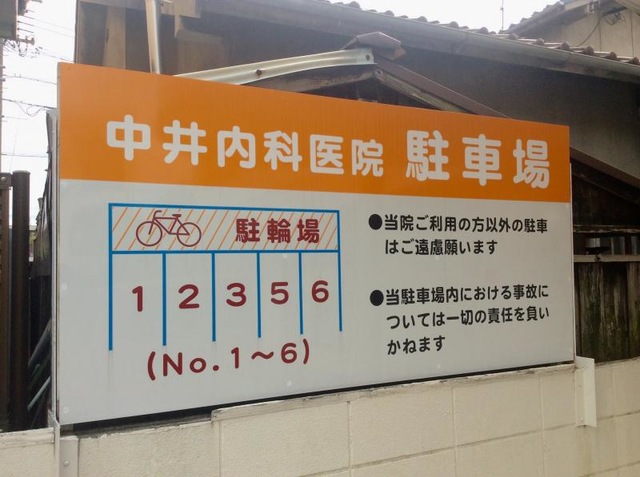 中井内科医院 駐車場
駐輪場
1 2 3 5 6
(No.1～6)
●当院ご利用の方以外の駐車
はご遠慮願います
●当駐車場内における事故に
ついては一切の責任を負い
かねます